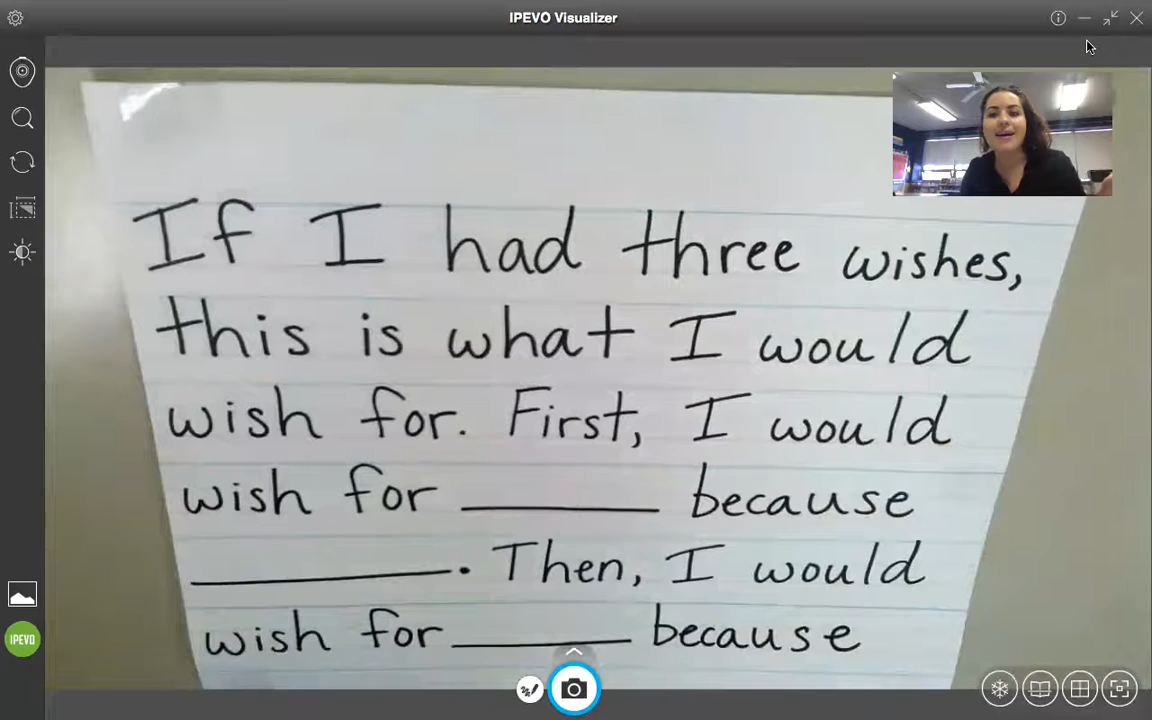 IPEVO Visualizer
If I had three wishes,
this is what I would
wish for. First, I would
wish for ________ because
___________. Then, I would
wish for ________ because
IPEVO